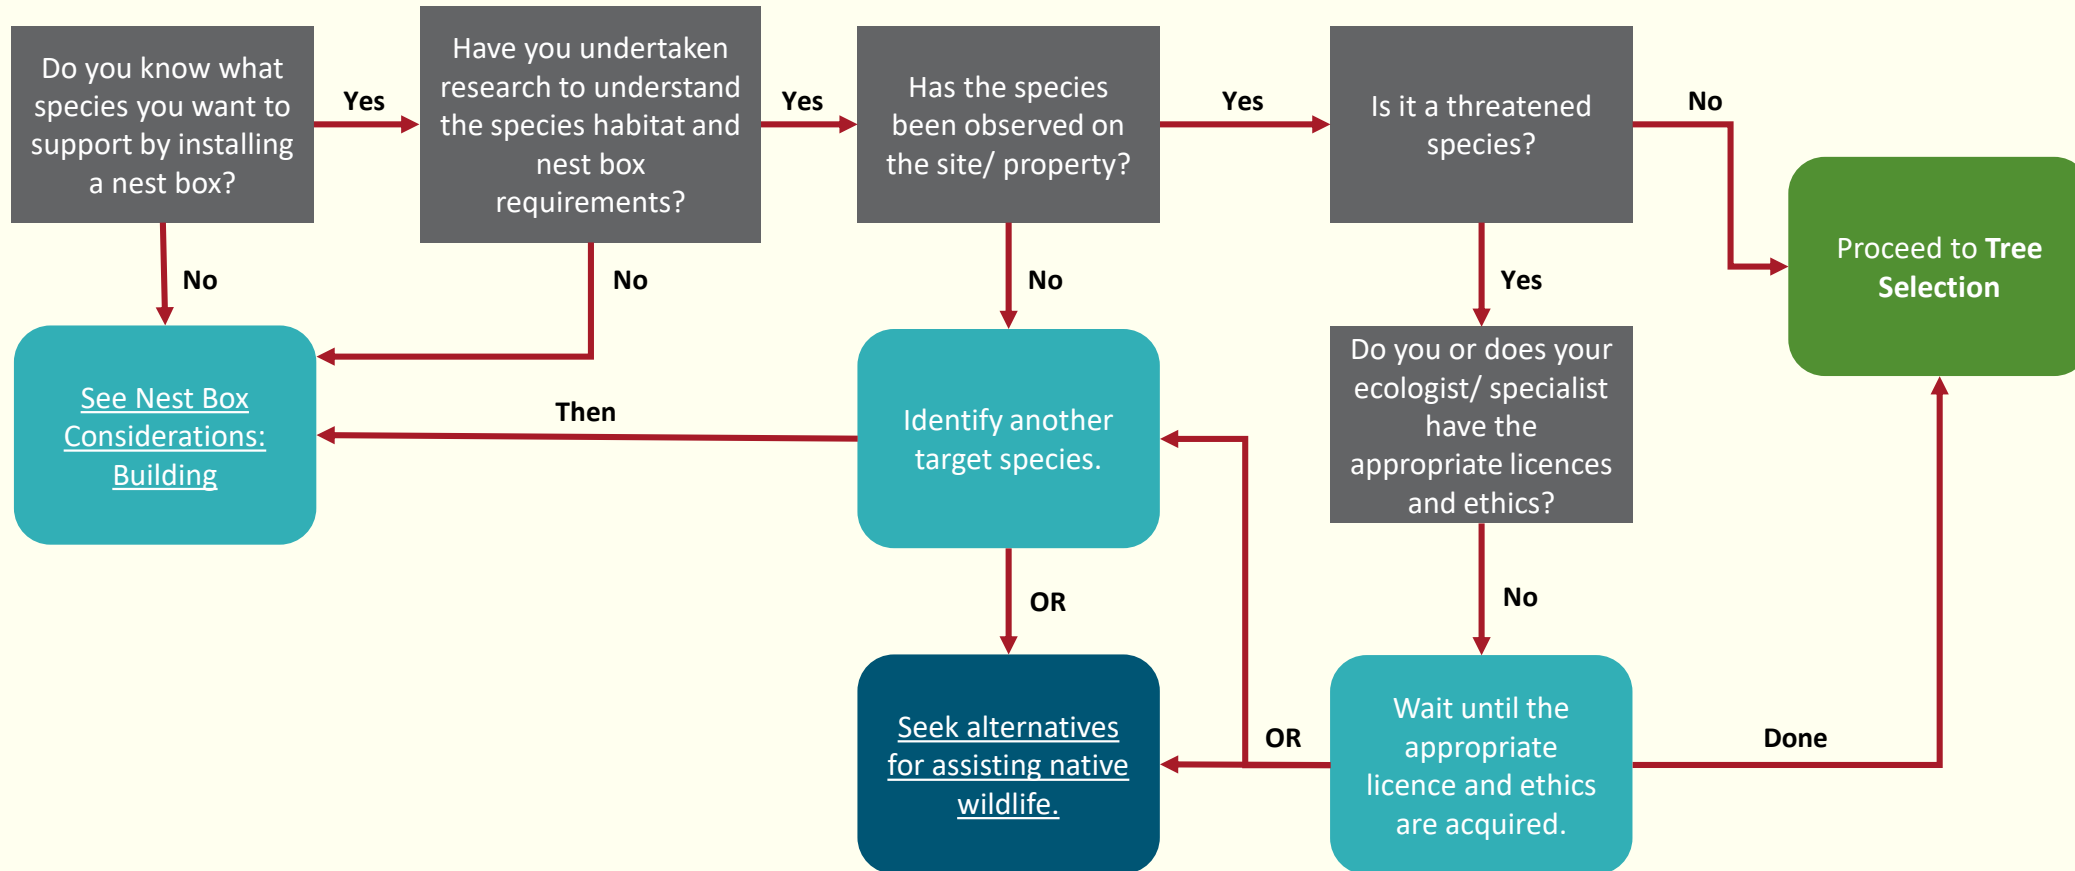 Do you know what
species you want to
support by installing
a nest box?
Yes
Have you undertaken
research to understand
the species habitat and
nest box
requirements?
Yes
Has the species
been observed on
the site/ property?
Yes
Is it a threatened
species?
No
Proceed to Tree
Selection
No
No
No
Yes
See Nest Box
Considerations:
Building
Then
Identify another
target species.
Do you or does your
ecologist/ specialist
have the
appropriate licences
and ethics?
OR
No
Seek alternatives
for assisting native
wildlife.
OR
Wait until the
appropriate
licence and ethics
are acquired.
Done